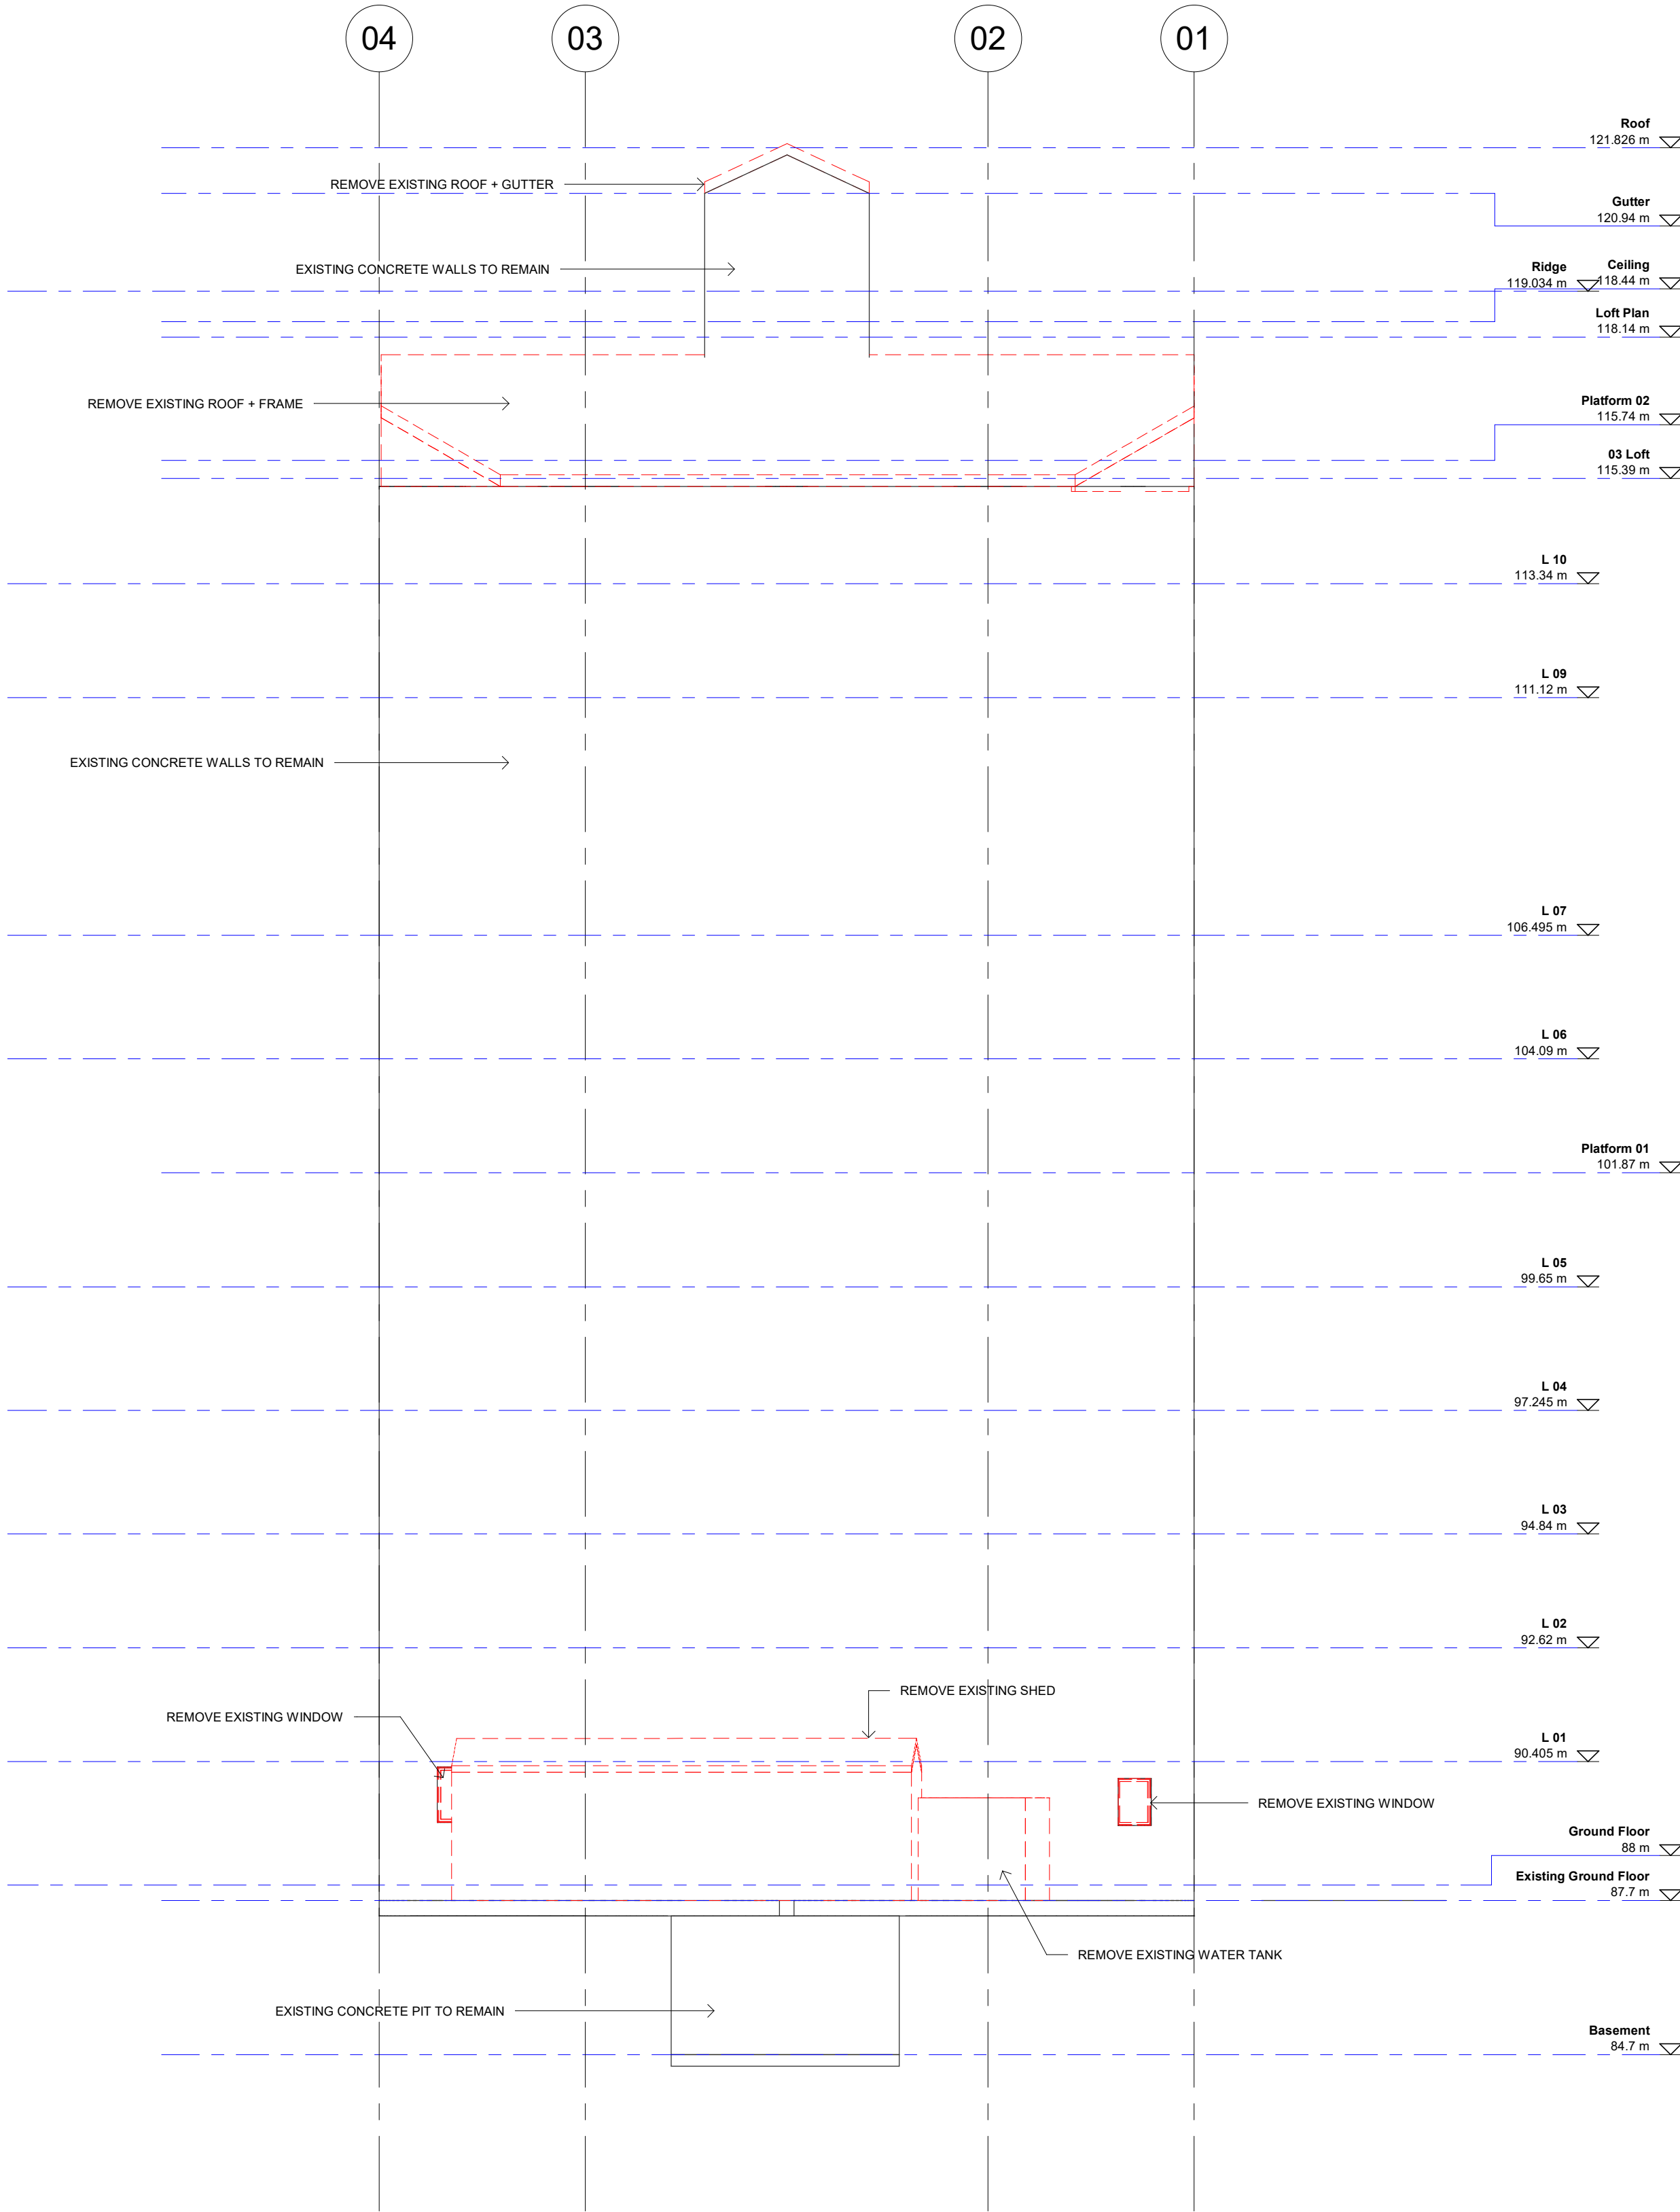 04
03
02
01
Roof
121.826 m
REMOVE EXISTING ROOF + GUTTER
Gutter
120.94 m
EXISTING CONCRETE WALLS TO REMAIN
Ridge
119.034 m
Ceiling
118.44 m
Loft Plan
118.14 m
REMOVE EXISTING ROOF + FRAME
Platform 02
115.74 m
03 Loft
115.39 m
L 10
113.34 m
L 09
111.12 m
EXISTING CONCRETE WALLS TO REMAIN
L 07
106.495 m
L 06
104.09 m
Platform 01
101.87 m
L 05
99.65 m
L 04
97.245 m
L 03
94.84 m
L 02
92.62 m
REMOVE EXISTING SHED
REMOVE EXISTING WINDOW
L 01
90.405 m
REMOVE EXISTING WINDOW
Ground Floor
88 m
Existing Ground Floor
87.7 m
REMOVE EXISTING WATER TANK
EXISTING CONCRETE PIT TO REMAIN
Basement
84.7 m